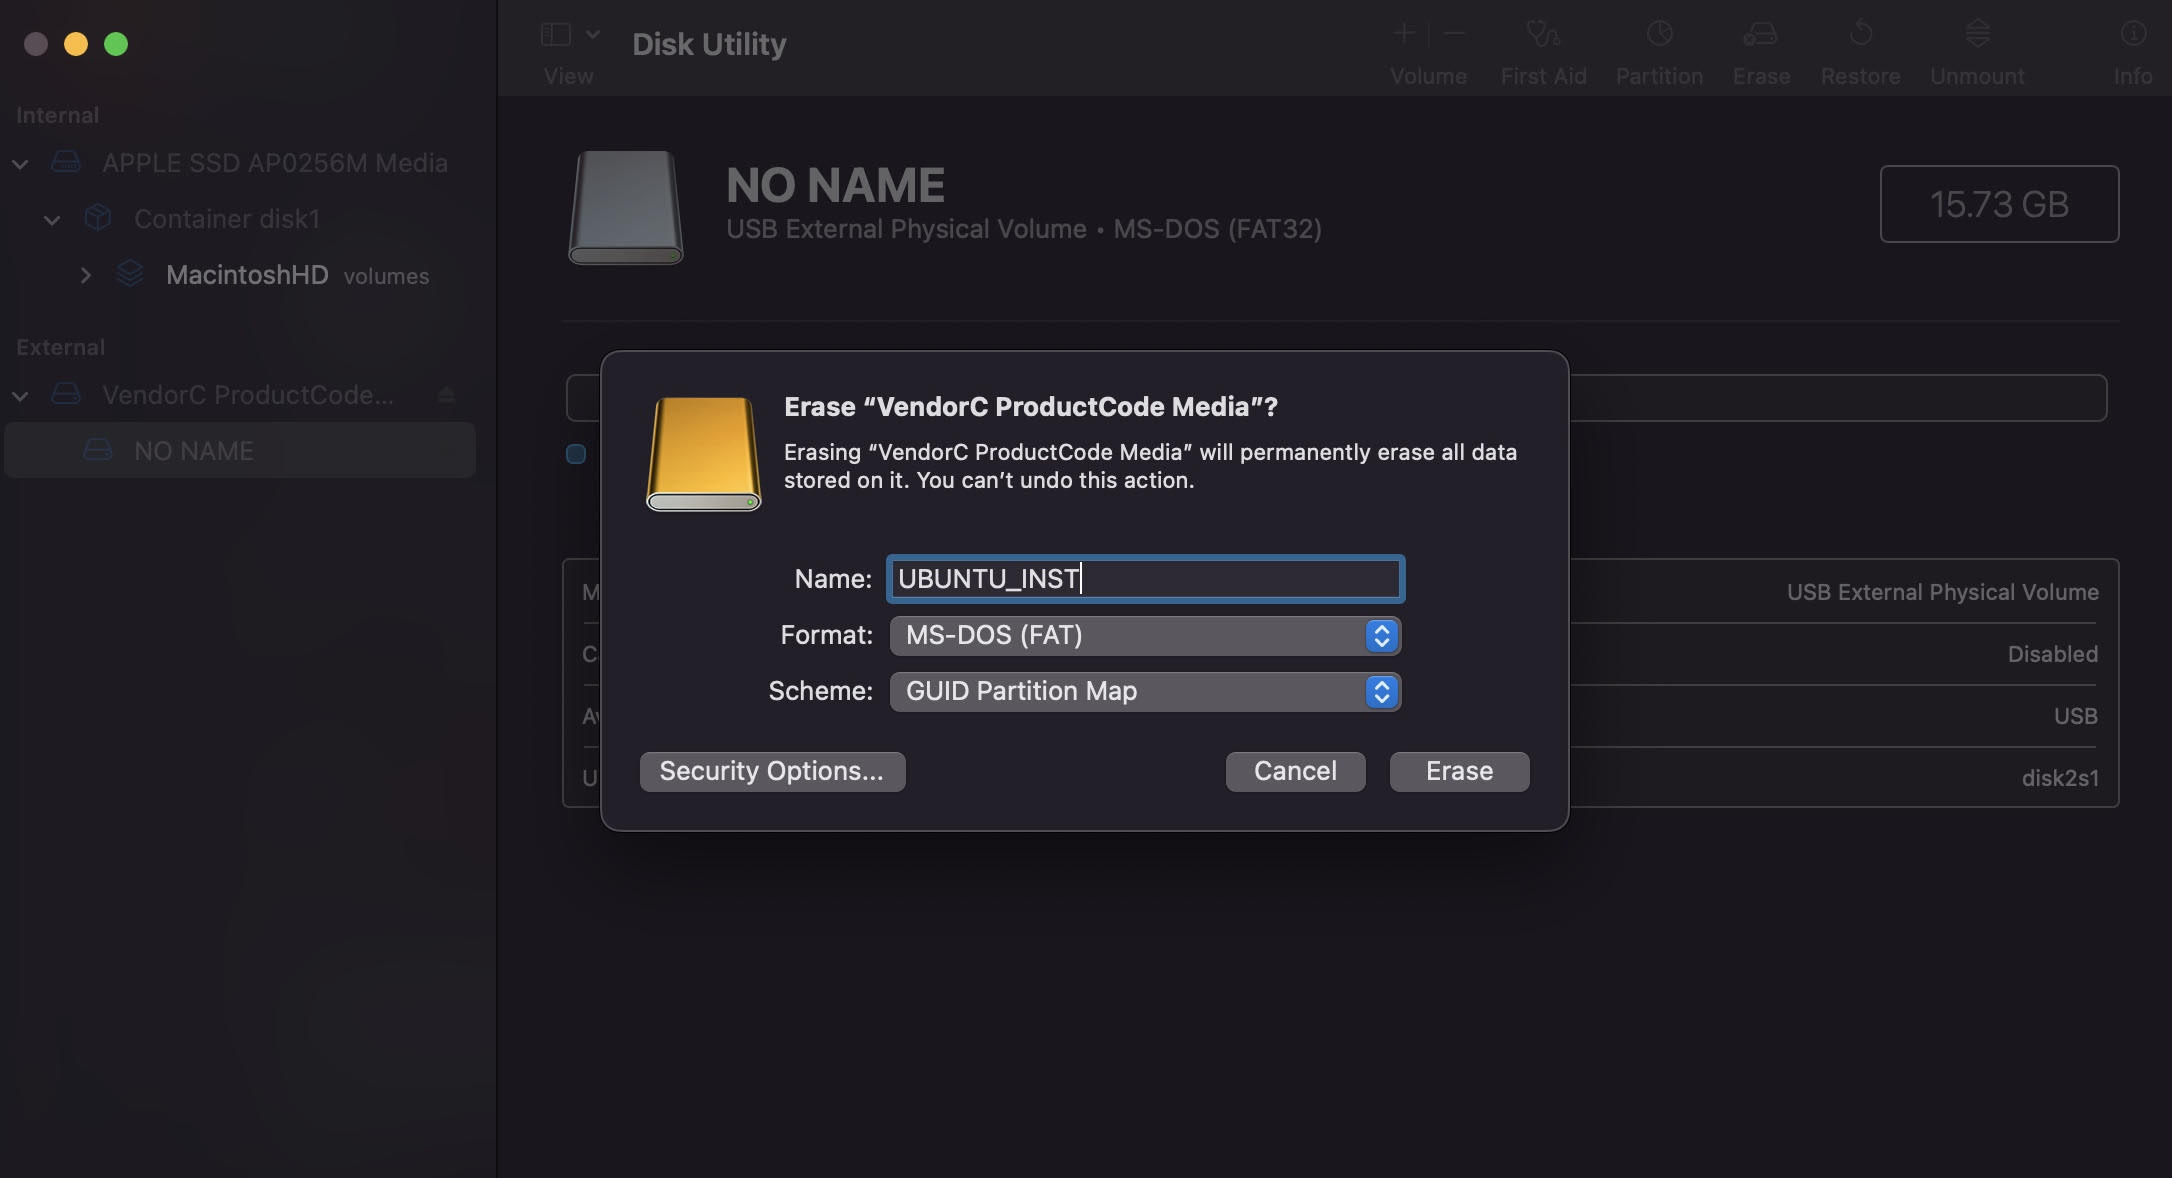 View
Disk Utility
Volume
First Aid
Partition
Erase
Restore
Unmount
Info
Internal
APPLE SSD AP0256M Media
Container disk1
MacintoshHD volumes
External
VendorC ProductCode...
NO NAME
NO NAME
USB External Physical Volume • MS-DOS (FAT32)
15.73 GB
Erase “VendorC ProductCode Media”?
Erasing “VendorC ProductCode Media” will permanently erase all data
stored on it. You can’t undo this action.
Name: UBUNTU_INST
Format: MS-DOS (FAT)
Scheme: GUID Partition Map
Security Options...
Cancel
Erase
USB External Physical Volume
Disabled
USB
disk2s1